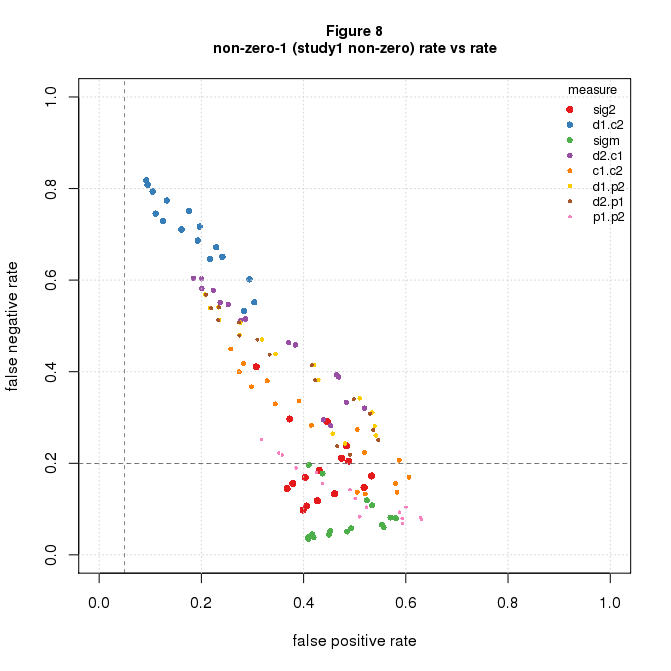 Figure 8
non-zero-1 (study1 non-zero) rate vs rate
measure
sig2
d1.c2
sigm
d2.c1
c1.c2
d1.p2
d2.p1
p1.p2
1.0
0.8
0.6
0.4
0.2
0.0
false negative rate
0.0 0.2 0.4 0.6 0.8 1.0
false positive rate